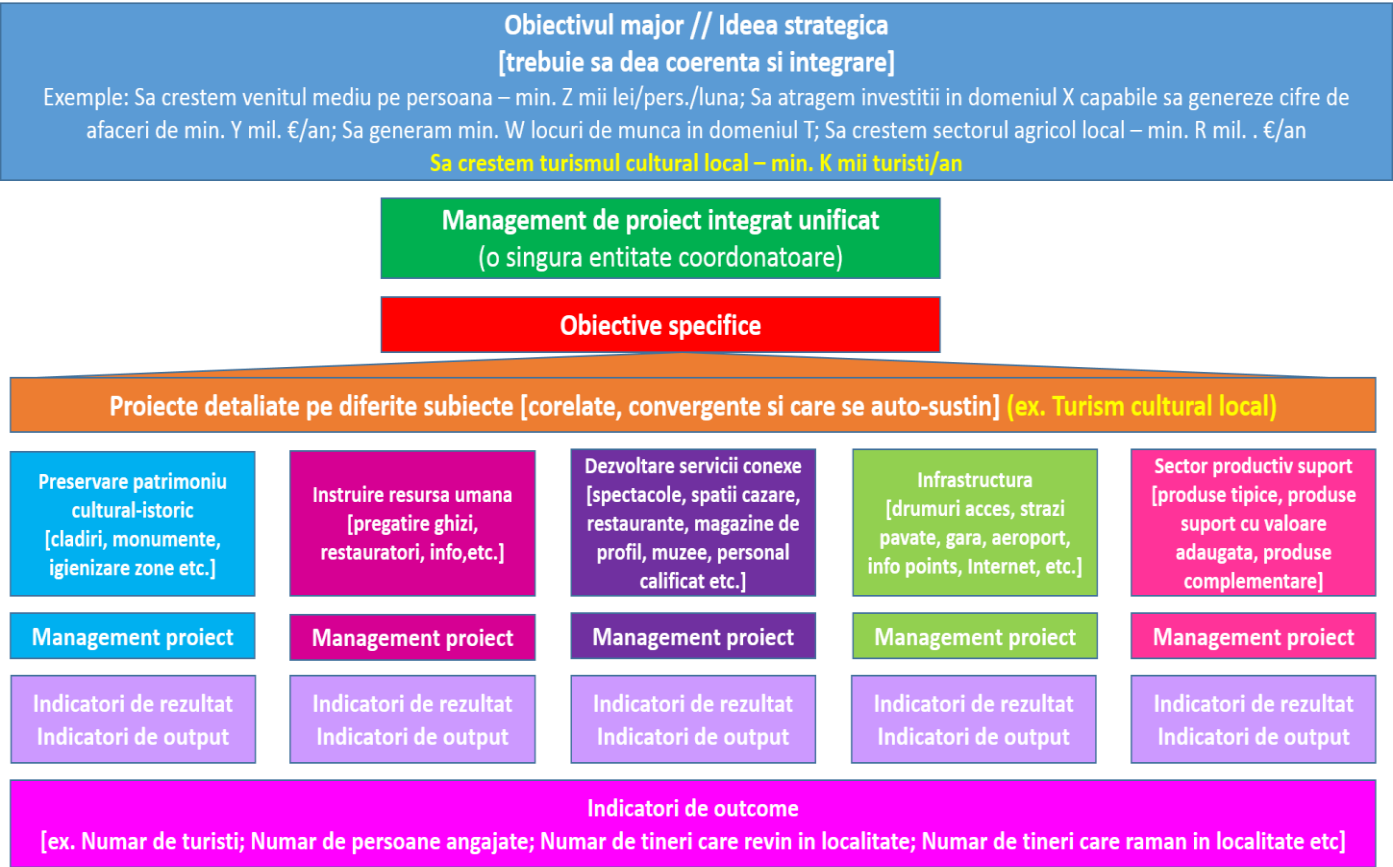 Obiectivul major // Ideea strategica
[trebuie sa dea coerenta si integrare]
Exemple: Sa crestem venitul mediu pe persoana – min. Z mii lei/pers./luna; Sa atragem investitii in domeniul X capabile sa genereze cifre de
afaceri de min. Y mil. €/an; Sa generam min. W locuri de munca in domeniul T; Sa crestem sectorul agricol local – min. R mil. . €/an
Sa crestem turismul cultural local – min. K mii turisti/an
Management de proiect integrat unificat
(o singura entitate coordonatoare)
Obiective specifice
Proiecte detaliate pe diferite subiecte [corelate, convergente si care se auto-sustin] (ex. Turism cultural local)
Preservare patrimoniu
cultural-istoric
[cladiri, monumente,
igienizare zone etc.]
Instruire resursa umana
[pregatire ghizi,
restauratori, info,etc.]
Dezvoltare servicii conexe
[spectacole, spatii cazare,
restaurante, magazine de
profil, muzee, personal
calificat etc.]
Infrastructura
[drumuri acces, strazi
pavate, gara, aeroport,
info points, Internet, etc.]
Sector productiv suport
[produse tipice, produse
suport cu valoare
adaugata, produse
complementare]
Management proiect
Management proiect
Management proiect
Management proiect
Management proiect
Indicatori de rezultat
Indicatori de output
Indicatori de rezultat
Indicatori de output
Indicatori de rezultat
Indicatori de output
Indicatori de rezultat
Indicatori de output
Indicatori de rezultat
Indicatori de output
Indicatori de outcome
[ex. Numar de turisti; Numar de persoane angajate; Numar de tineri care revin in localitate; Numar de tineri care raman in localitate etc]